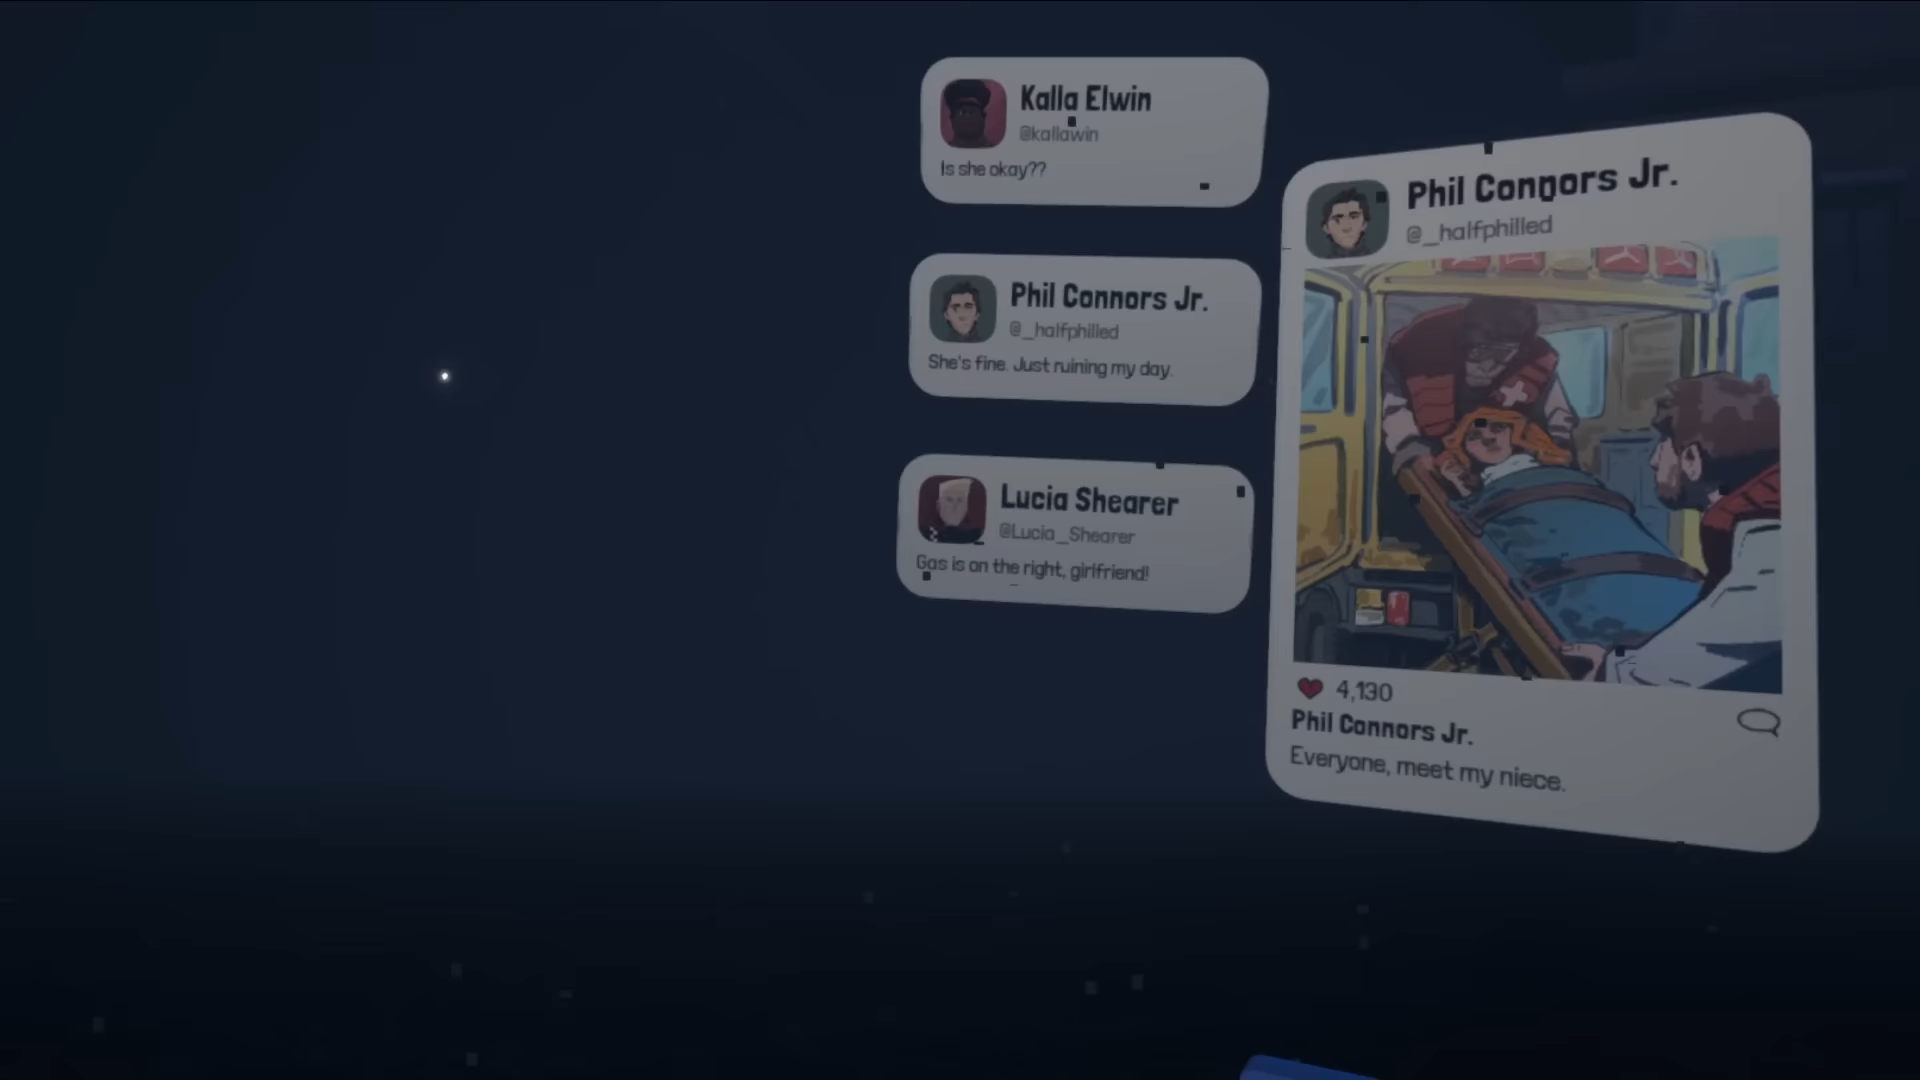 Kalla Elwin
@kallawin
Is she okay??
Phil Connors Jr.
@_halfphilled
She's fine. Just ruining my day.
Lucia Shearer
@Lucia_Shearer
Gas is on the right, girlfriend!
Phil Connors Jr.
@_halfphilled
4,130
Phil Connors Jr.
Everyone, meet my niece.